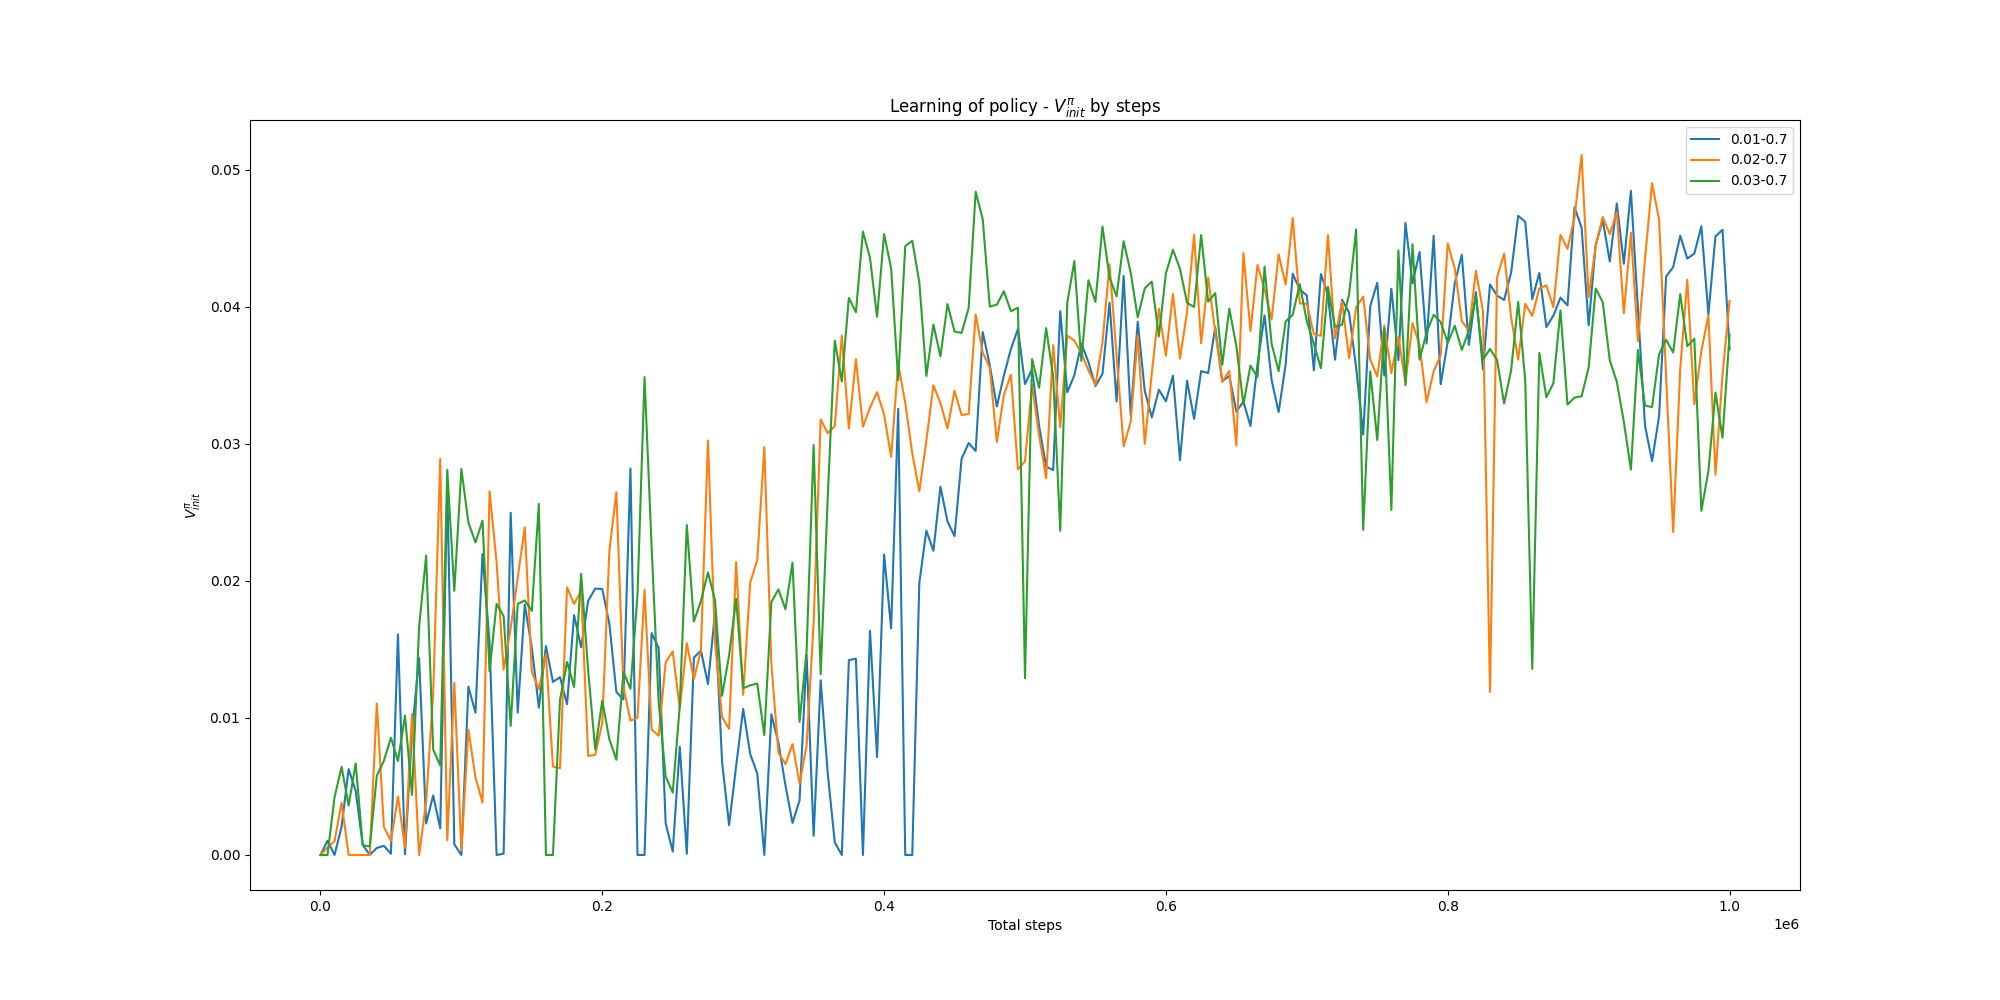 Learning of policy - $V^{\pi}_{init}$ by steps
0.01-0.7
0.02-0.7
0.03-0.7
$V^{\pi}_{init}$
0.05
0.04
0.03
0.02
0.01
0.00
0.0 0.2 0.4 0.6 0.8 1.0
Total steps
1e6